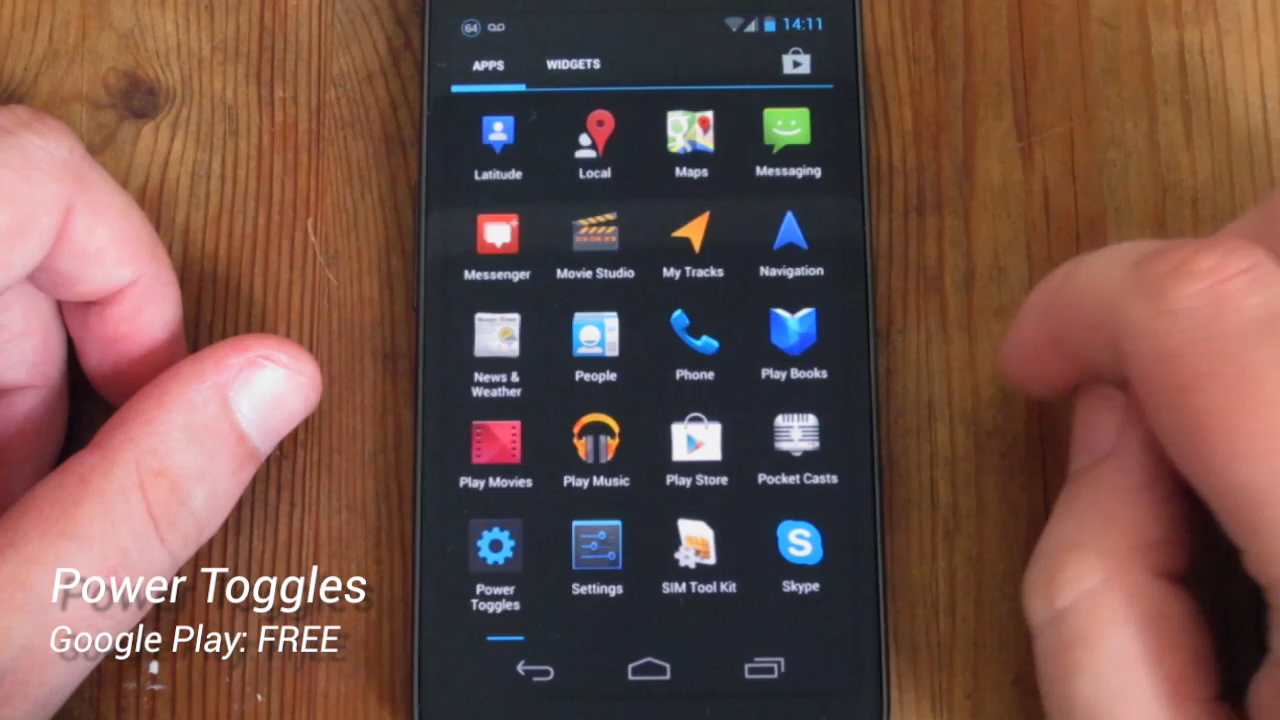 64 14:11
APPS WIDGETS
Latitude Local Maps Messaging
Messenger Movie Studio My Tracks Navigation
News & Weather People Phone Play Books
Play Movies Play Music Play Store Pocket Casts
Power Toggles Settings SIM Tool Kit Skype
Power Toggles
Google Play: FREE